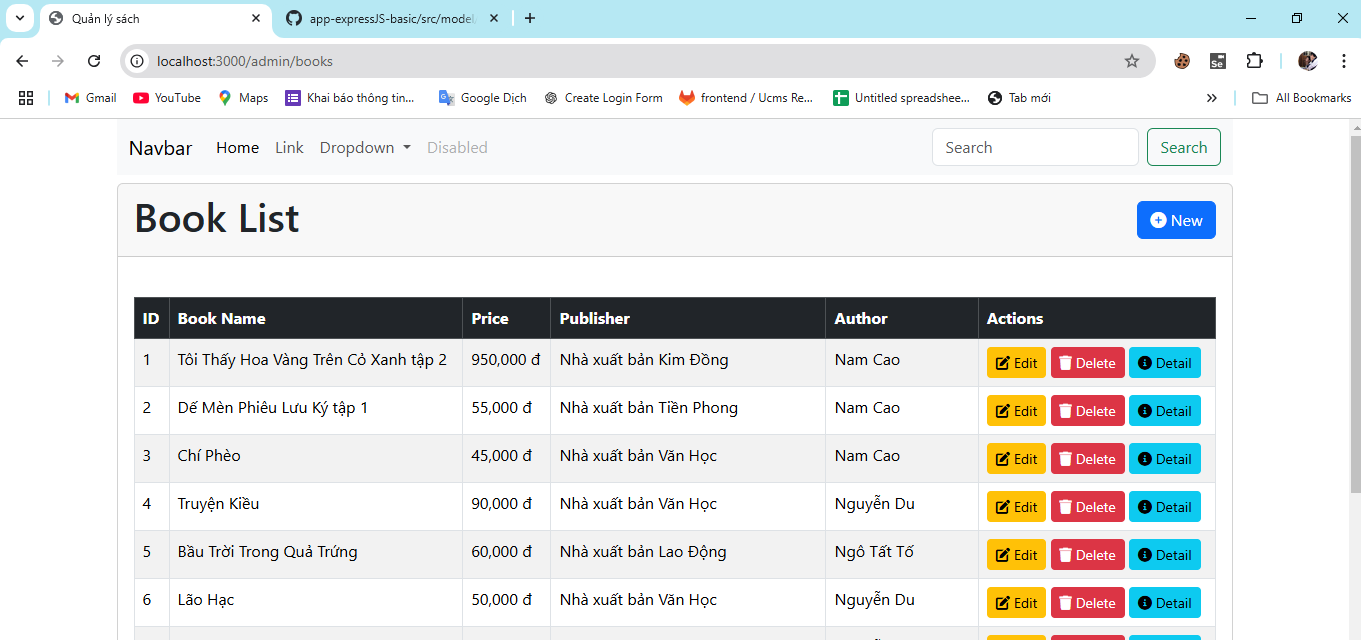 Quản lý sách
app-expressJS-basic/src/model
localhost:3000/admin/books
Se
Gmail YouTube Maps Khai báo thông tin... Google Dịch Create Login Form frontend / Ucms Re... Untitled spreadshee... Tab mới All Bookmarks
Navbar Home Link Dropdown Disabled Search Search
Book List
New
ID Book Name Price Publisher Author Actions
1 Tôi Thấy Hoa Vàng Trên Cỏ Xanh tập 2 950,000 đ Nhà xuất bản Kim Đồng Nam Cao Edit Delete Detail
2 Dế Mèn Phiêu Lưu Ký tập 1 55,000 đ Nhà xuất bản Tiền Phong Nam Cao Edit Delete Detail
3 Chí Phèo 45,000 đ Nhà xuất bản Văn Học Nam Cao Edit Delete Detail
4 Truyện Kiều 90,000 đ Nhà xuất bản Văn Học Nguyễn Du Edit Delete Detail
5 Bầu Trời Trong Quả Trứng 60,000 đ Nhà xuất bản Lao Động Ngô Tất Tố Edit Delete Detail
6 Lão Hạc 50,000 đ Nhà xuất bản Văn Học Nguyễn Du Edit Delete Detail